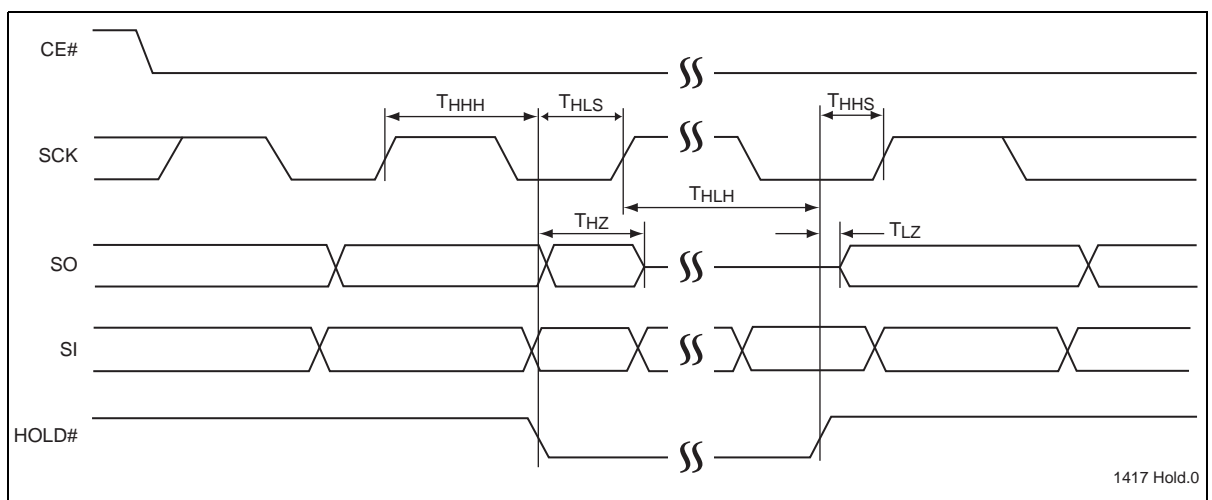 CE#
THHH
THLS
THHS
SCK
THLH
THZ
TLZ
SO
SI
HOLD#
1417 Hold.0